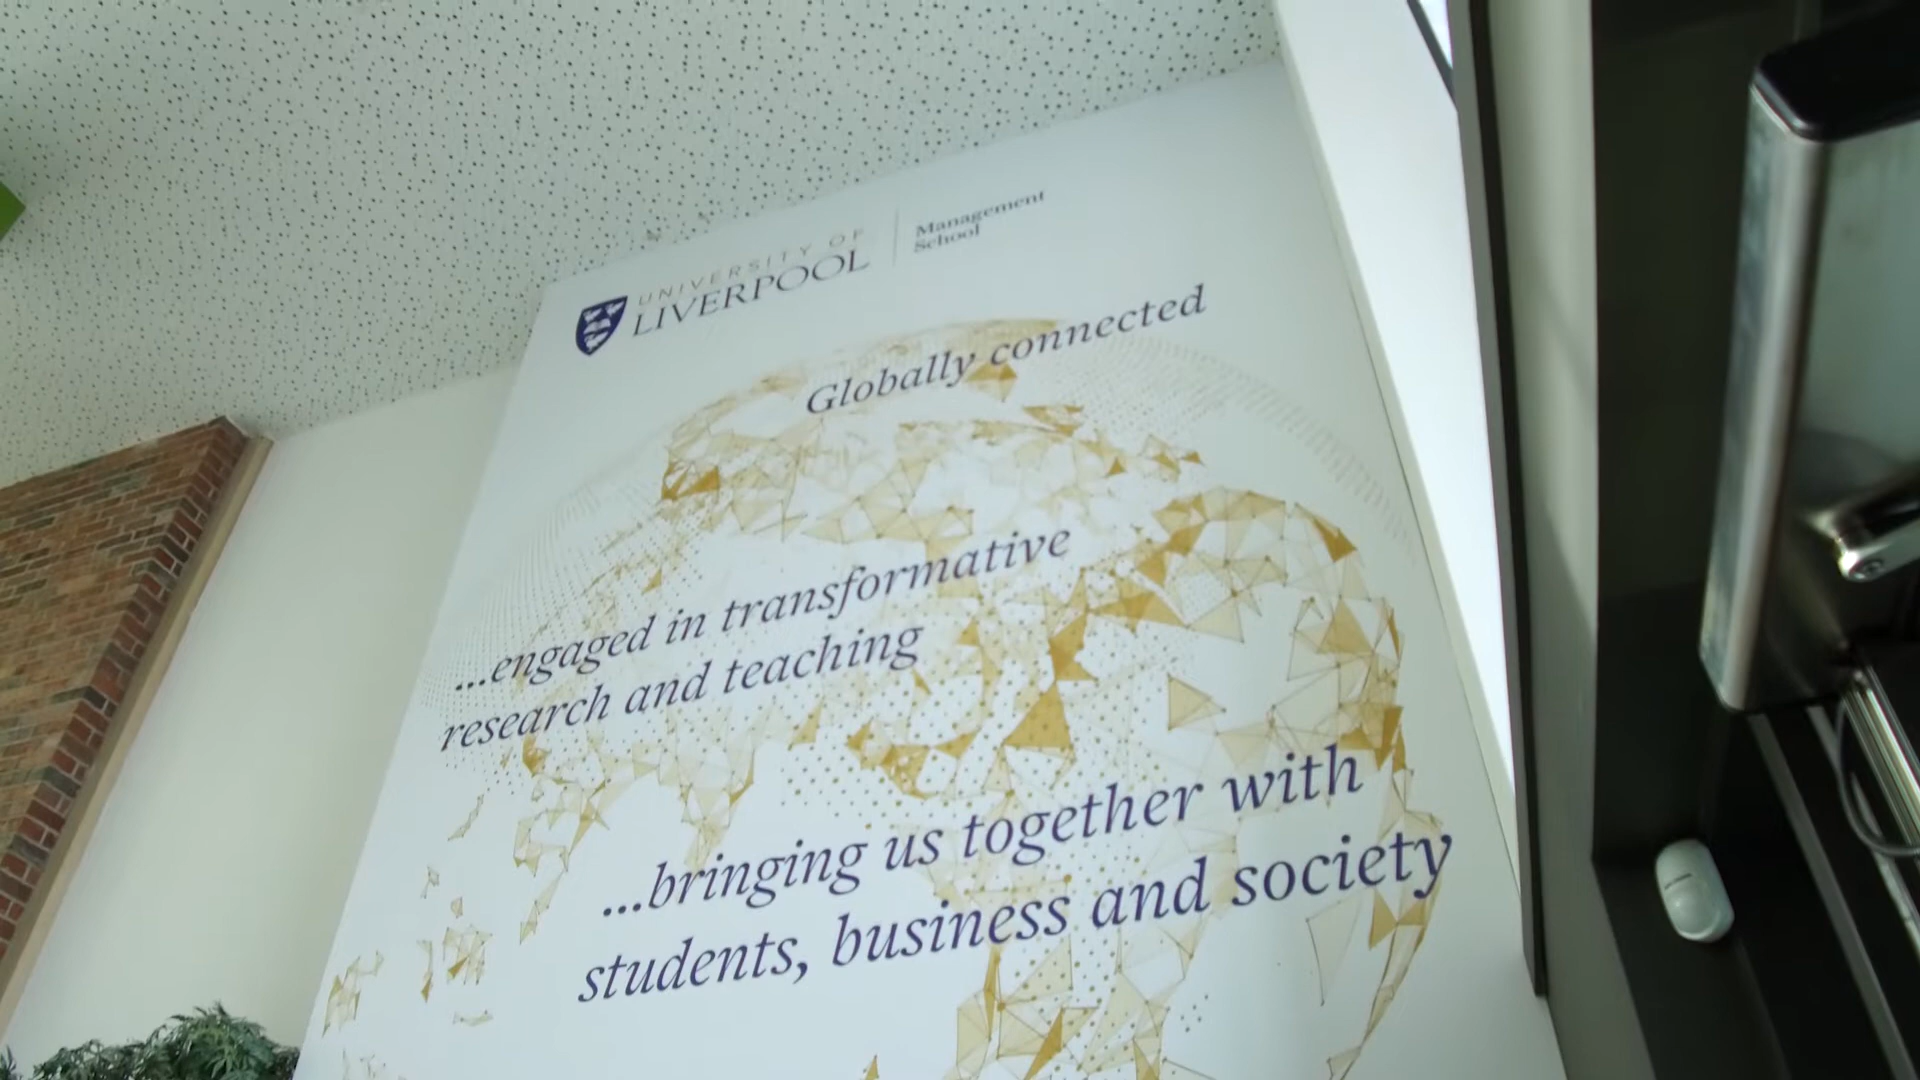 UNIVERSITY OF
LIVERPOOL
Management
School
Globally connected
...engaged in transformative
research and teaching
...bringing us together with
students, business and society